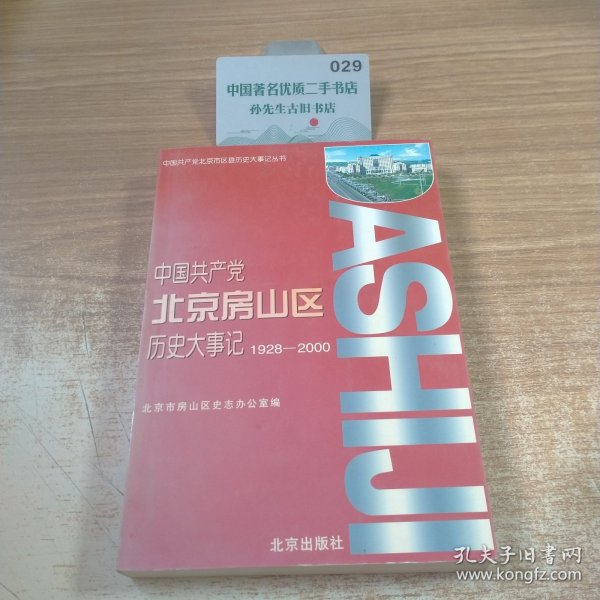 029
中国著名优质二手书店
孙先生古旧书店
中国共产党北京市区县历史大事记丛书
中国共产党
北京房山区
历史大事记 1928—2000
北京市房山区史志办公室编
DASHIJI
北京出版社
孔夫子旧书网
www.kongfz.com